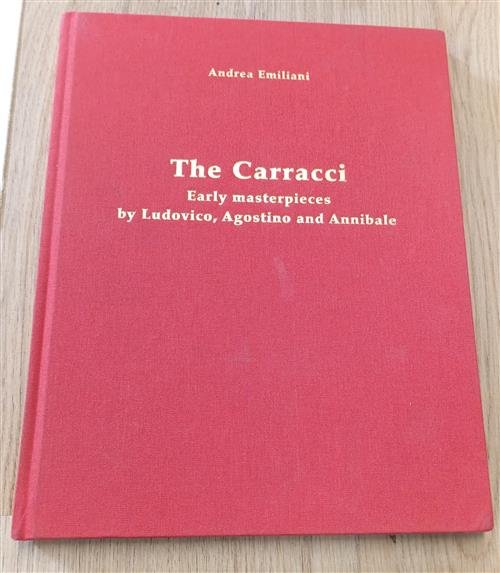 Andrea Emiliani
The Carracci
Early masterpieces
by Ludovico, Agostino and Annibale